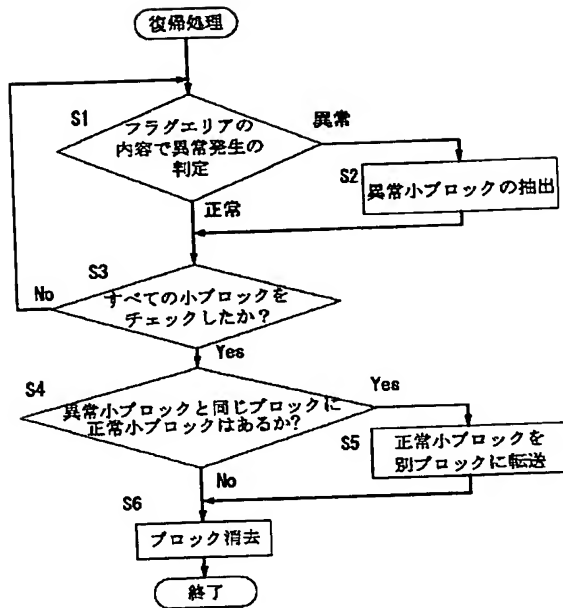 復帰処理
S1
フラグエリアの
内容で異常発生の
判定
異常
S2
異常小ブロックの抽出
正常
S3
No
すべての小ブロックを
チェックしたか?
Yes
S4
異常小ブロックと同じブロックに
正常小ブロックはあるか?
Yes
S5
正常小ブロックを
別ブロックに転送
No
S6
ブロック消去
終了